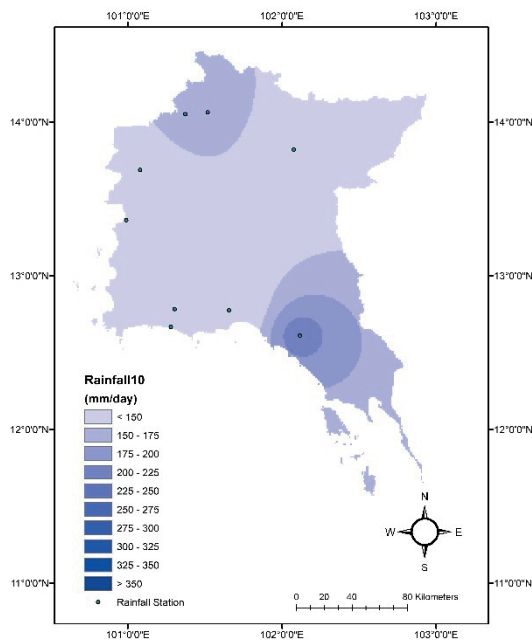 101°0'0"E 102°0'0"E 103°0'0"E
14°0'0"N 14°0'0"N
13°0'0"N 13°0'0"N
12°0'0"N 12°0'0"N
11°0'0"N 11°0'0"N
Rainfall10
(mm/day)
< 150
150 - 175
175 - 200
200 - 225
225 - 250
250 - 275
275 - 300
300 - 325
325 - 350
> 350
Rainfall Station
N
W E
S
0 20 40 80 Kilometers
101°0'0"E 102°0'0"E 103°0'0"E